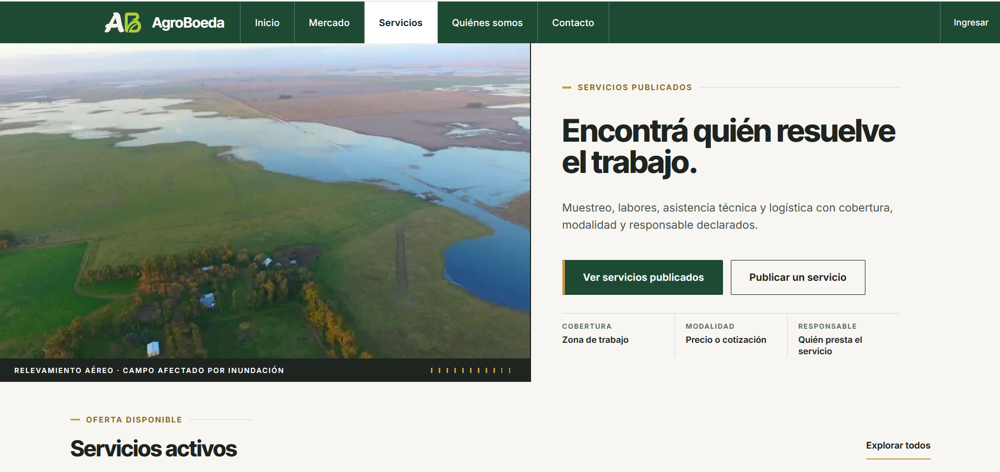 AB AgroBoeda Inicio Mercado Servicios Quiénes somos Contacto Ingresar
SERVICIOS PUBLICADOS
Encontrá quién resuelve
el trabajo.
Muestreo, labores, asistencia técnica y logística con cobertura,
modalidad y responsable declarados.
Ver servicios publicados
Publicar un servicio
COBERTURA
Zona de trabajo
MODALIDAD
Precio o cotización
RESPONSABLE
Quién presta el
servicio
RELEVAMIENTO AÉREO · CAMPO AFECTADO POR INUNDACIÓN
OFERTA DISPONIBLE
Servicios activos
Explorar todos